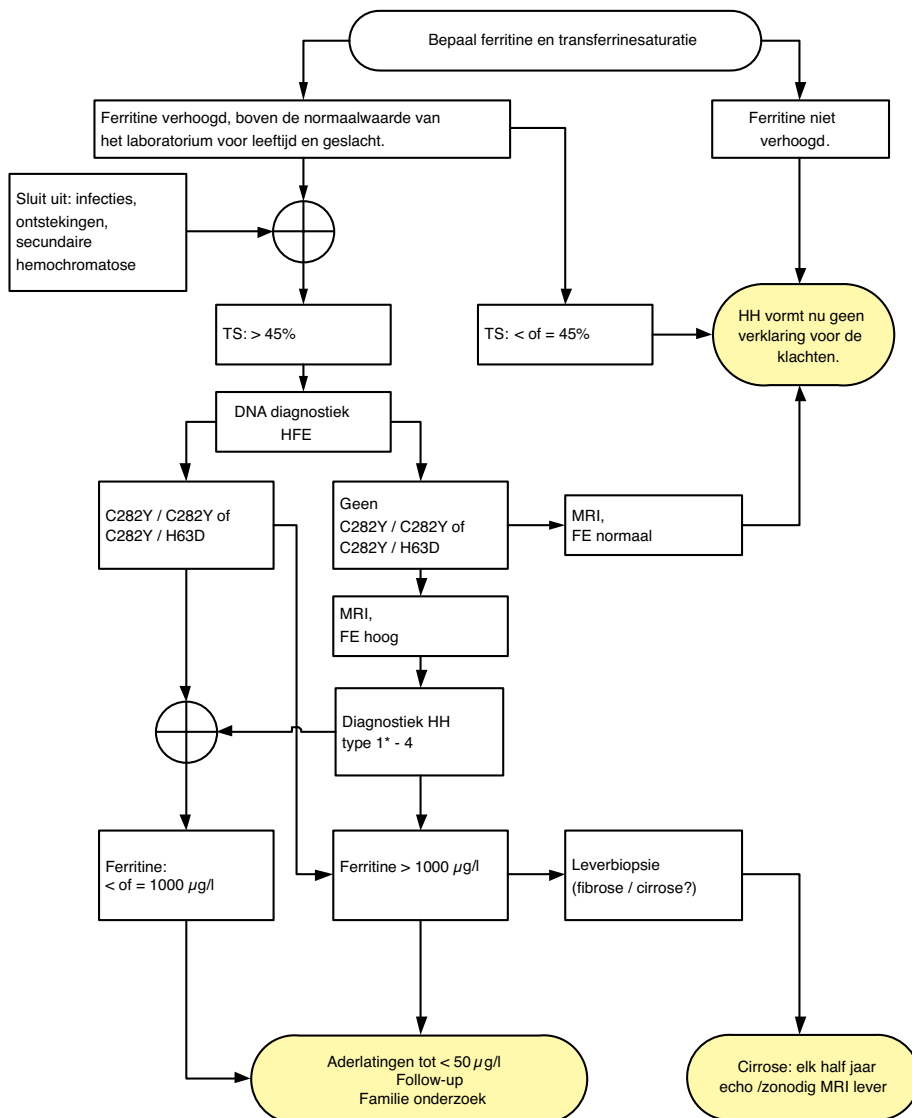 Bepaal ferritine en transferrinesaturatie
Ferritine verhoogd, boven de normaalwaarde van
het laboratorium voor leeftijd en geslacht.
Ferritine niet
verhoogd.
Sluit uit: infecties,
ontstekingen,
secundaire
hemochromatose
TS: > 45%
TS: < of = 45%
HH vormt nu geen
verklaring voor de
klachten.
DNA diagnostiek
HFE
C282Y / C282Y of
C282Y / H63D
Geen
C282Y / C282Y of
C282Y / H63D
MRI,
FE normaal
MRI,
FE hoog
Diagnostiek HH
type 1* - 4
Ferritine:
< of = 1000 µg/l
Ferritine > 1000 µg/l
Leverbiopsie
(fibrose / cirrose?)
Aderlatingen tot < 50 µg/l
Follow-up
Familie onderzoek
Cirrose: elk half jaar
echo /zonodig MRI lever